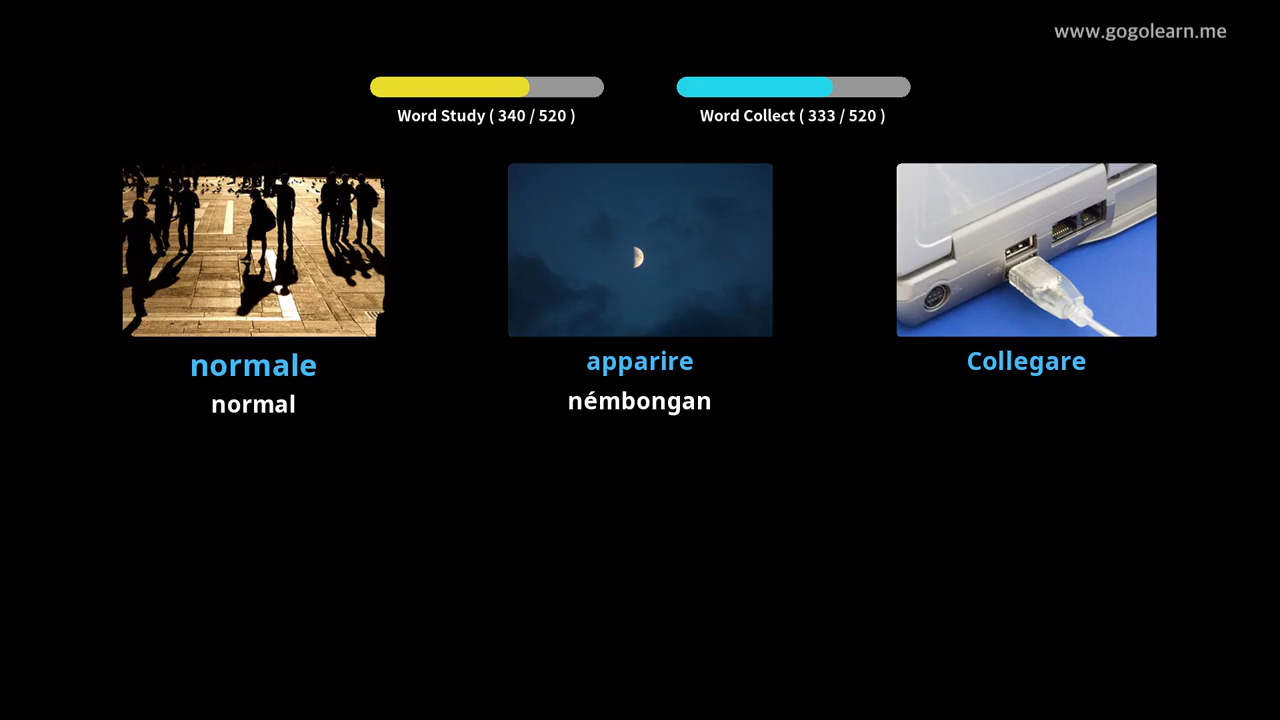 www.gogolearn.me
Word Study ( 340 / 520 )
Word Collect ( 333 / 520 )
normale
normal
apparire
némbongan
Collegare